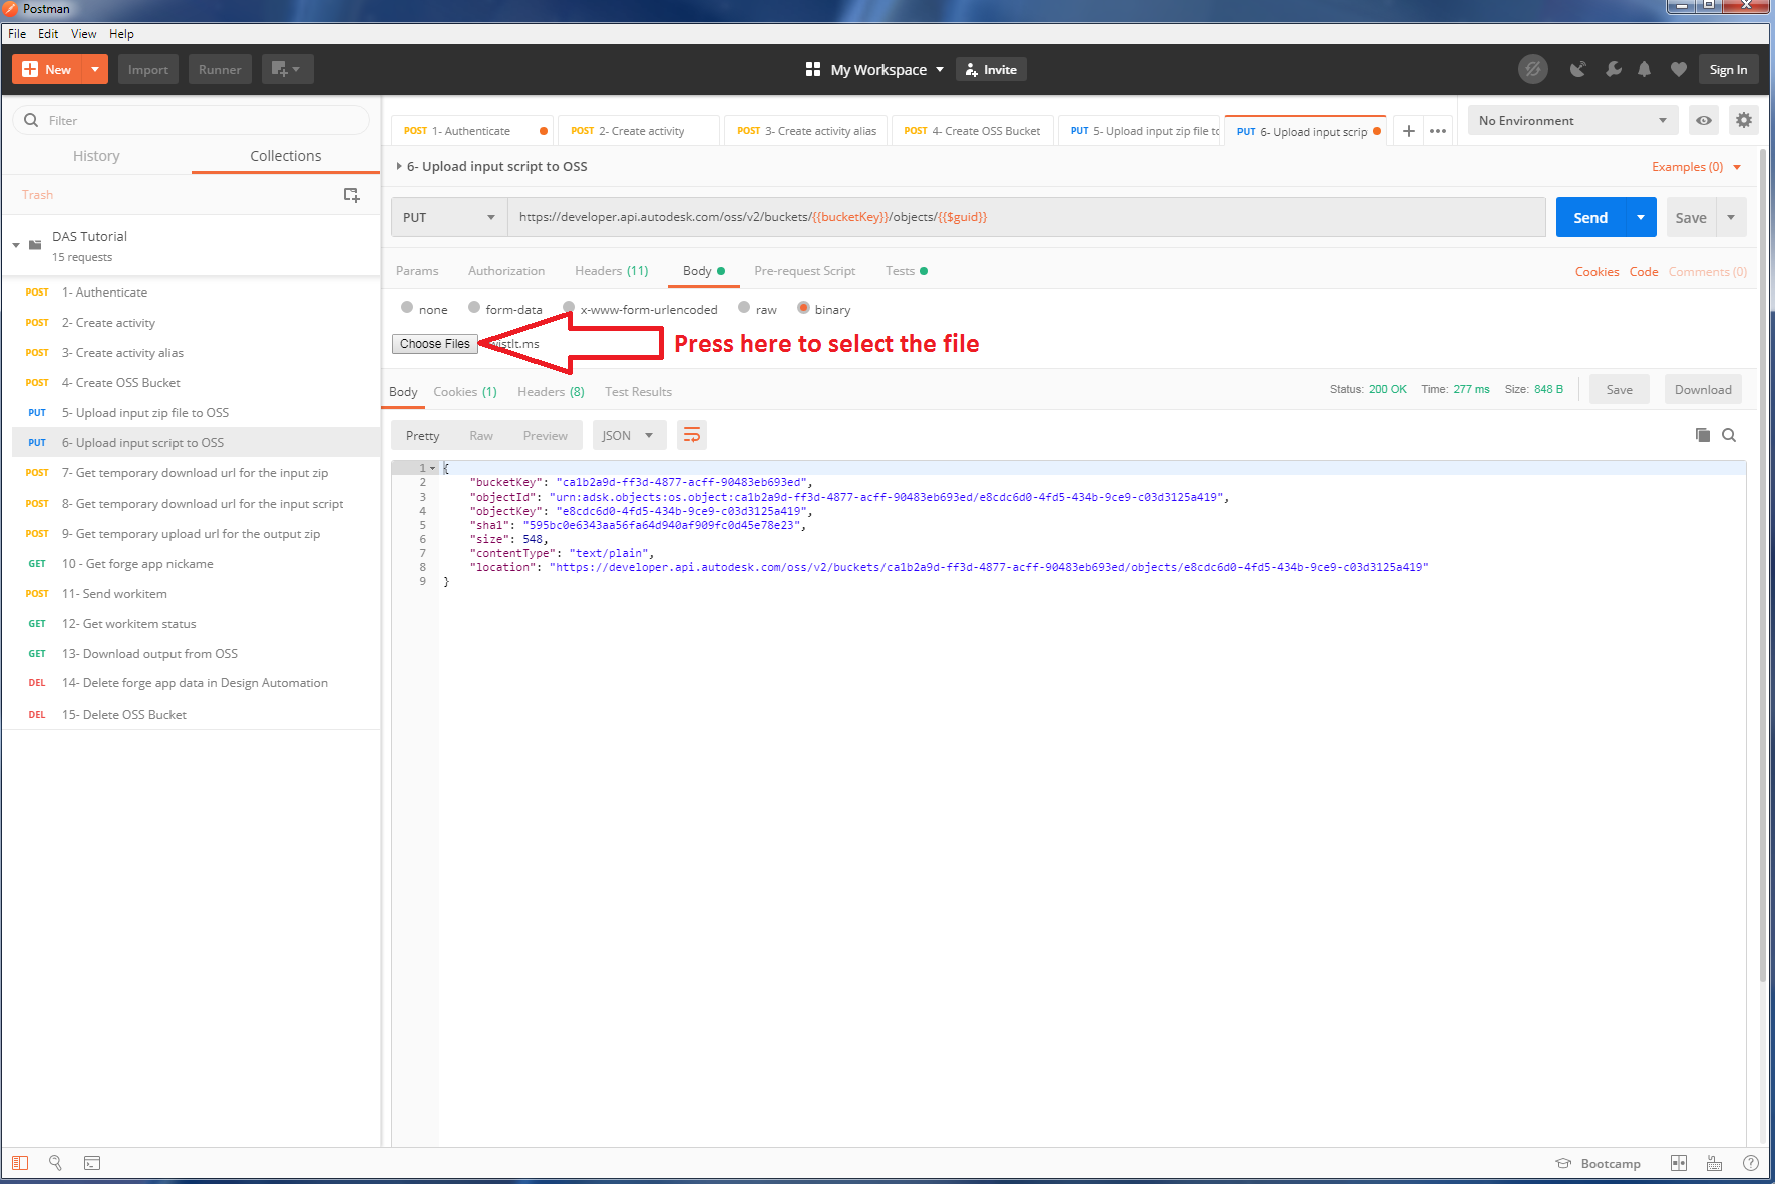 Postman
File Edit View Help
New Import Runner My Workspace Invite Sign In
Filter
History Collections
Trash
DAS Tutorial
15 requests
POST 1- Authenticate
POST 2- Create activity
POST 3- Create activity alias
POST 4- Create OSS Bucket
PUT 5- Upload input zip file to OSS
PUT 6- Upload input script to OSS
POST 7- Get temporary download url for the input zip
POST 8- Get temporary download url for the input script
POST 9- Get temporary upload url for the output zip
GET 10 - Get forge app nickame
POST 11- Send workitem
GET 12- Get workitem status
GET 13- Download output from OSS
DEL 14- Delete forge app data in Design Automation
DEL 15- Delete OSS Bucket
POST 1- Authenticate POST 2- Create activity POST 3- Create activity alias POST 4- Create OSS Bucket PUT 5- Upload input zip file to PUT 6- Upload input scrip
No Environment
6- Upload input script to OSS Examples (0)
PUT https://developer.api.autodesk.com/oss/v2/buckets/{{bucketKey}}/objects/{{$guid}} Send Save
Params Authorization Headers (11) Body Pre-request Script Tests Cookies Code Comments (0)
none form-data x-www-form-urlencoded raw binary
Choose Files Press here to select the file
Body Cookies (1) Headers (8) Test Results Status: 200 OK Time: 277 ms Size: 848 B Save Download
Pretty Raw Preview JSON
1 {
2 "bucketKey": "ca1b2a9d-ff3d-4877-acff-90483eb693ed",
3 "objectId": "urn:adsk.objects:os.object:ca1b2a9d-ff3d-4877-acff-90483eb693ed/e8cdc6d0-4fd5-434b-9ce9-c03d3125a419",
4 "objectKey": "e8cdc6d0-4fd5-434b-9ce9-c03d3125a419",
5 "sha1": "595bc0e6343aa56fa64d940af909fc0d45e78e23",
6 "size": 548,
7 "contentType": "text/plain",
8 "location": "https://developer.api.autodesk.com/oss/v2/buckets/ca1b2a9d-ff3d-4877-acff-90483eb693ed/objects/e8cdc6d0-4fd5-434b-9ce9-c03d3125a419"
9 }
Bootcamp